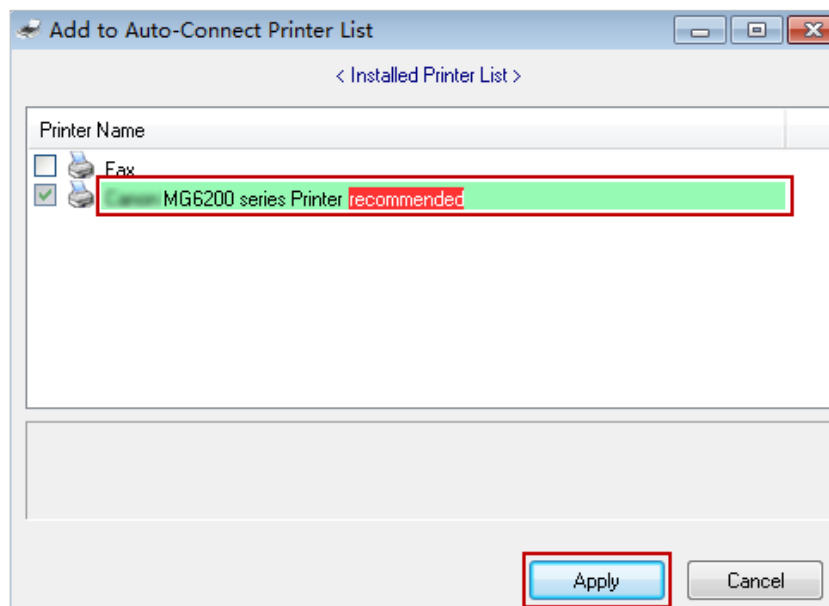 Add to Auto-Connect Printer List
< Installed Printer List >
Printer Name
Fax
MG6200 series Printer recommended
Apply
Cancel